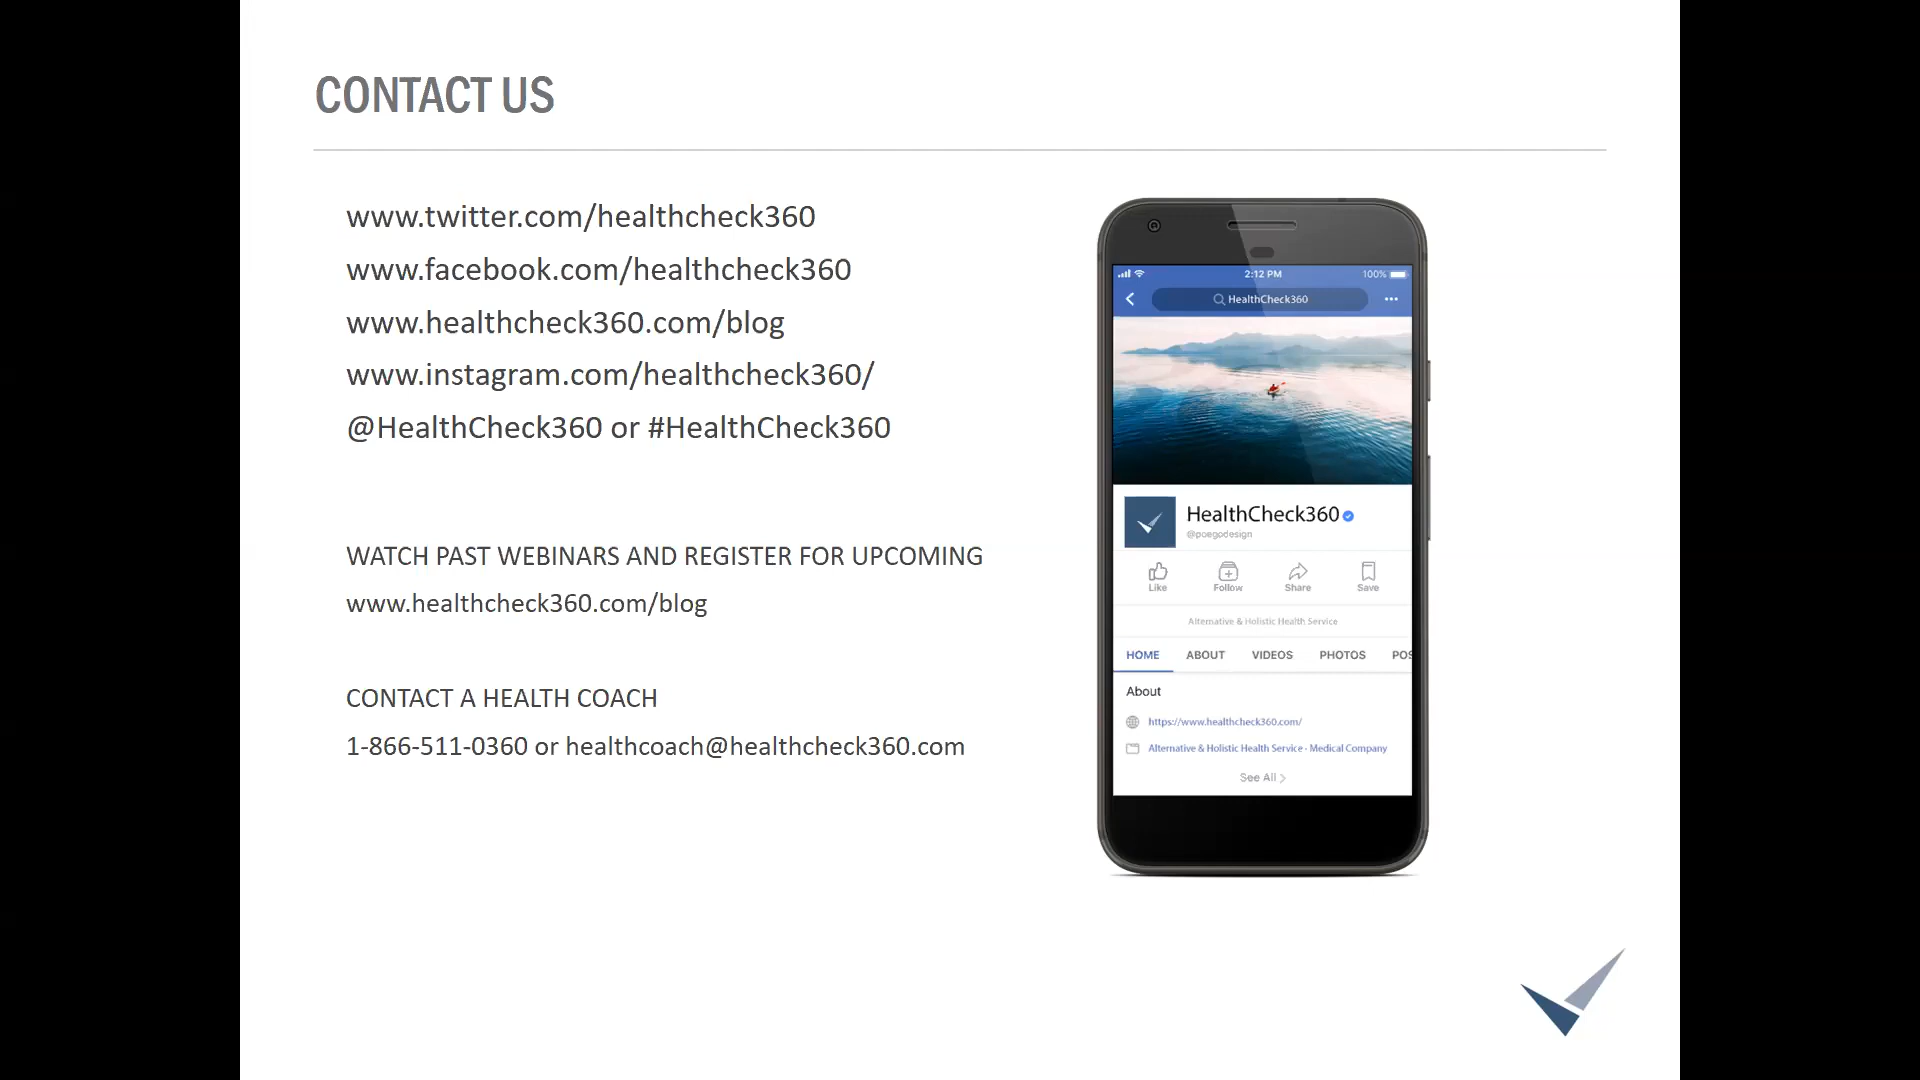 CONTACT US
www.twitter.com/healthcheck360
www.facebook.com/healthcheck360
www.healthcheck360.com/blog
www.instagram.com/healthcheck360/
@HealthCheck360 or #HealthCheck360
WATCH PAST WEBINARS AND REGISTER FOR UPCOMING
www.healthcheck360.com/blog
CONTACT A HEALTH COACH
1-866-511-0360 or healthcoach@healthcheck360.com
2:12 PM 100%
HealthCheck360
HealthCheck360
@poegodesign
Like Follow Share Save
Alternative & Holistic Health Service
HOME ABOUT VIDEOS PHOTOS POS
About
https://www.healthcheck360.com/
Alternative & Holistic Health Service - Medical Company
See All